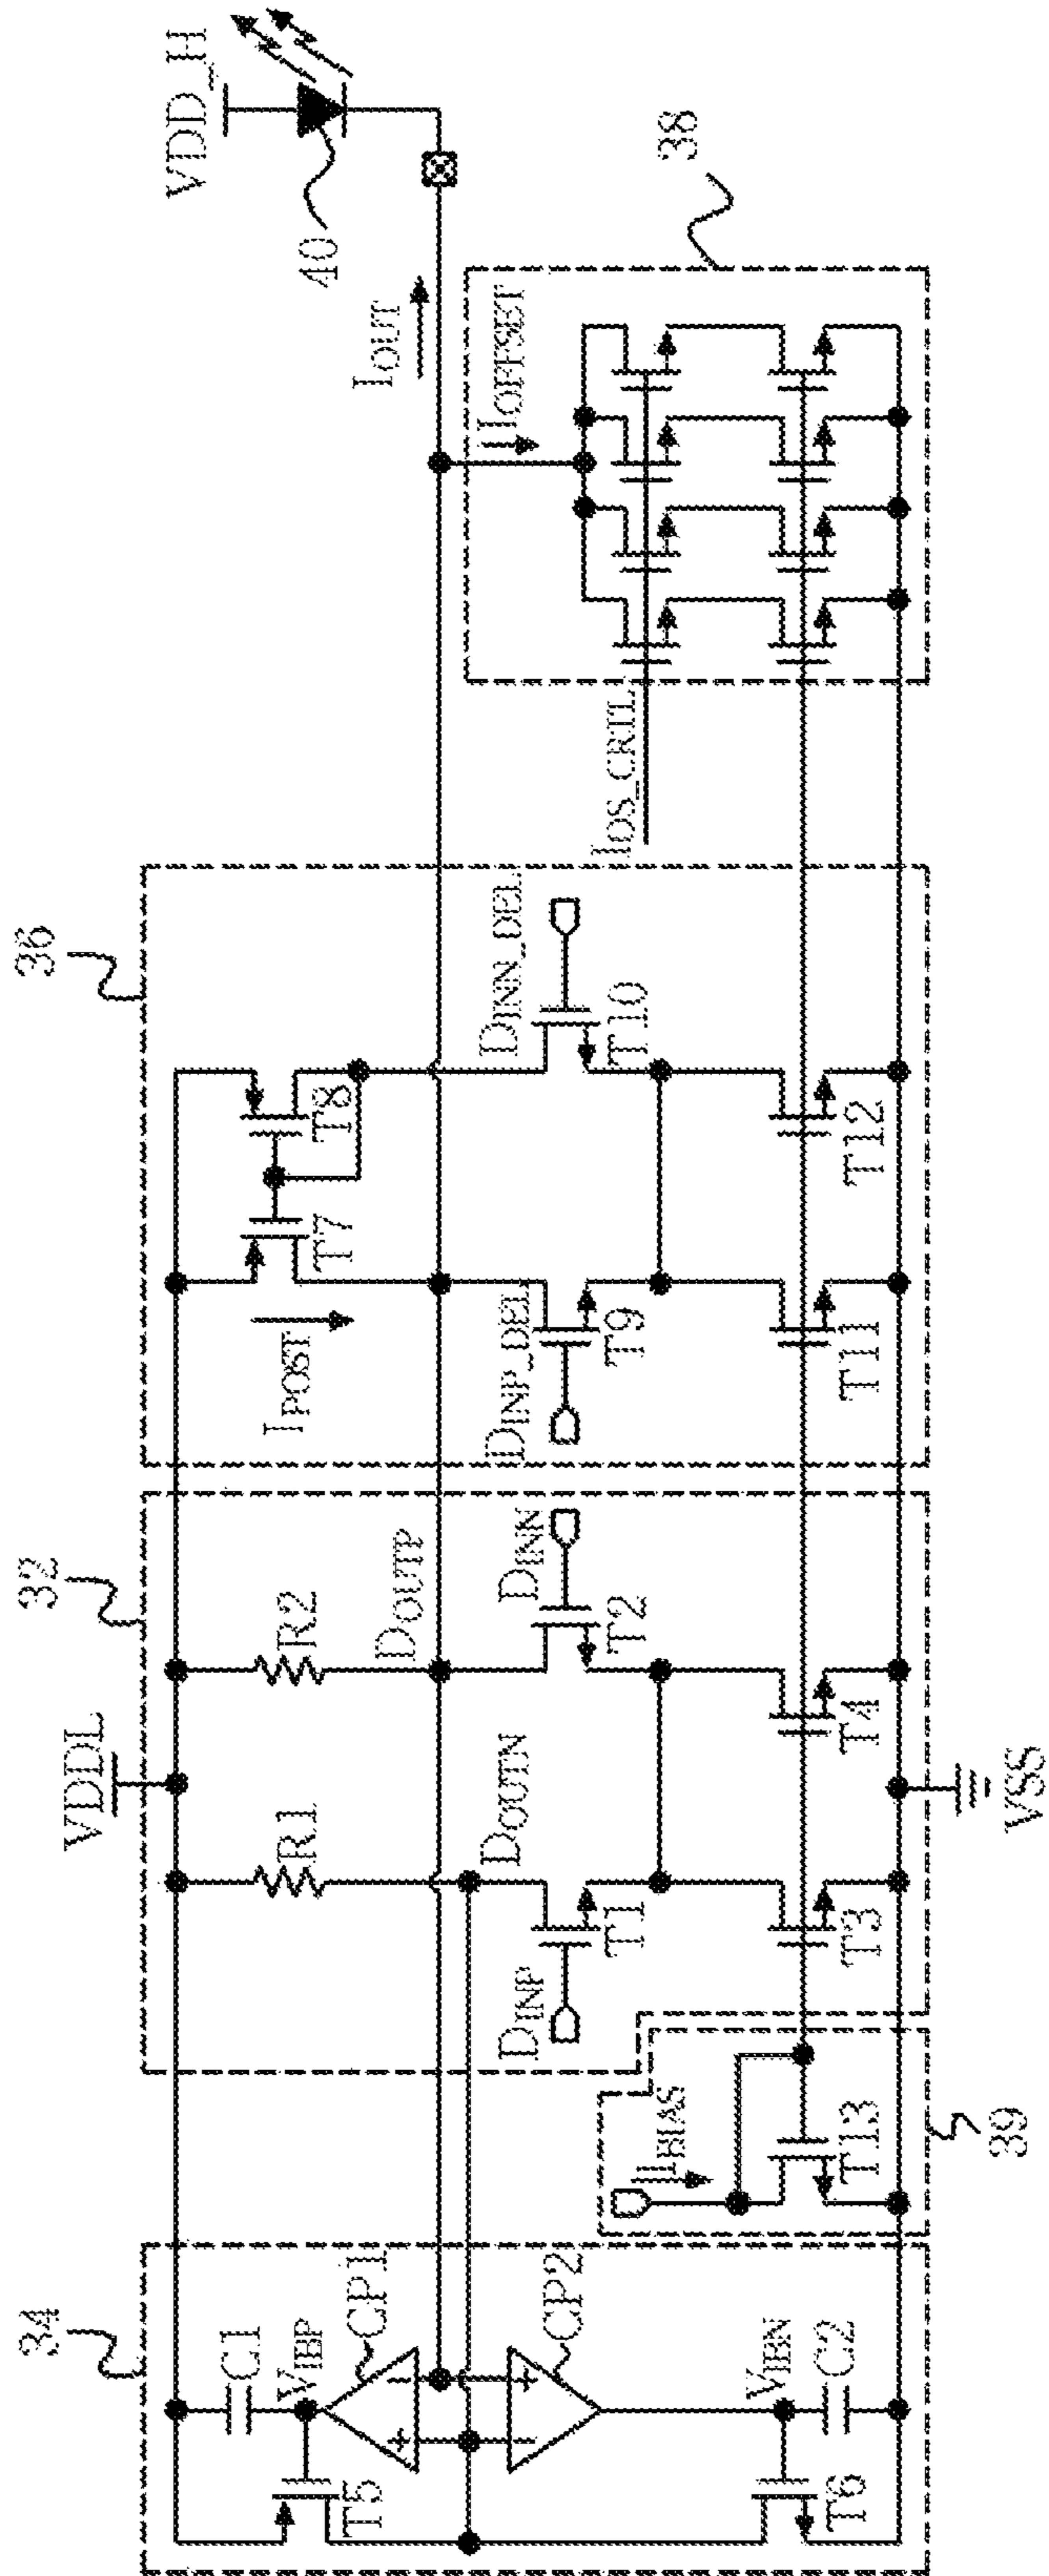 34
32
36
VDDL
VDD_H
C1
VIBP
CP1
T5
R1
R2
T7
T8
IPOST
IOUT
40
DOUTN
DOUTP
DINP
T1
DINN
T2
DINP_DEL
T9
DINN_DEL
T10
IOFFSET
38
IOS_CRTL
CP2
VIBN
C2
T6
IBIAS
T13
39
T3
T4
T11
T12
VSS